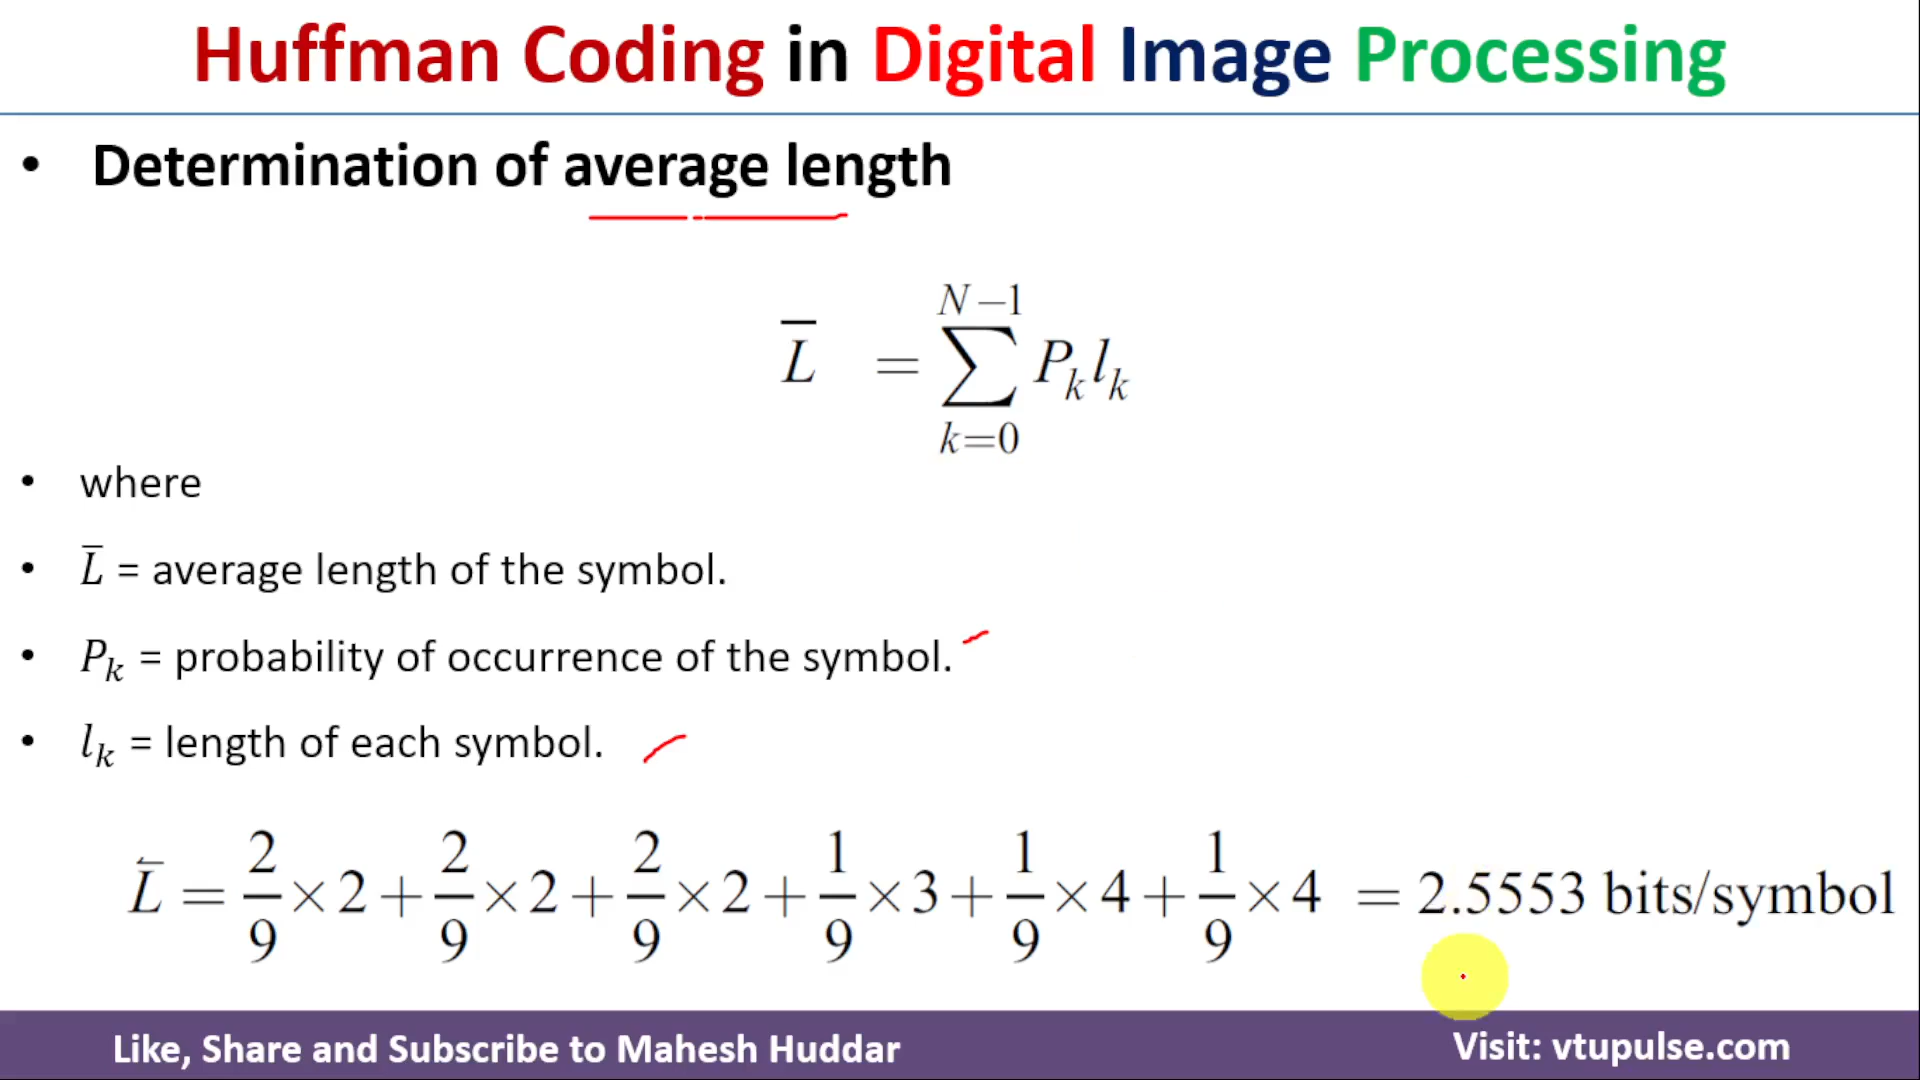 Huffman Coding in Digital Image Processing
• Determination of average length
L̅ = ∑_{k=0}^{N−1} P_k l_k
• where
• L̅ = average length of the symbol.
• P_k = probability of occurrence of the symbol.
• l_k = length of each symbol.
L̅ = 2/9 × 2 + 2/9 × 2 + 2/9 × 2 + 1/9 × 3 + 1/9 × 4 + 1/9 × 4 = 2.5553 bits/symbol
Like, Share and Subscribe to Mahesh Huddar
Visit: vtupulse.com